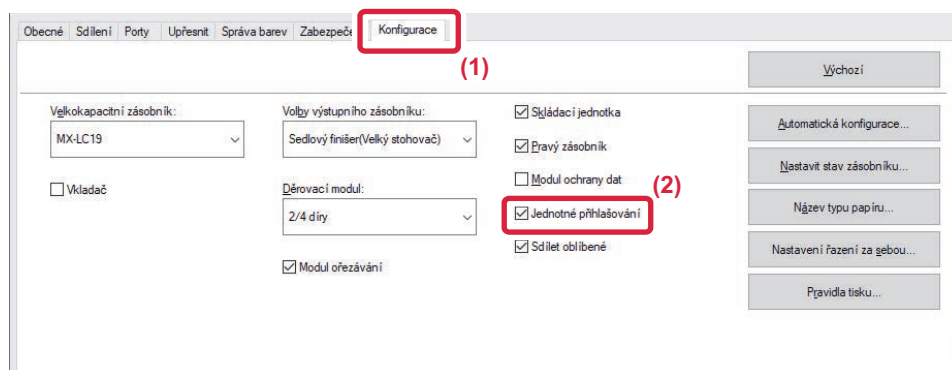 Obecné Sdílení Porty Upřesnit Správa barev Zabezpeče Konfigurace
(1)
Výchozí
Velkokapacitní zásobník:
MX-LC19
Vkladač
Volby výstupního zásobníku:
Sedlový finišer(Velký stohovač)
Děrovací modul:
2/4 díry
Modul ořezávání
Skládací jednotka
Pravý zásobník
Modul ochrany dat
(2)
Jednotné přihlašování
Sdílet oblíbené
Automatická konfigurace...
Nastavit stav zásobníku...
Název typu papíru...
Nastavení řazení za sebou...
Pravidla tisku...